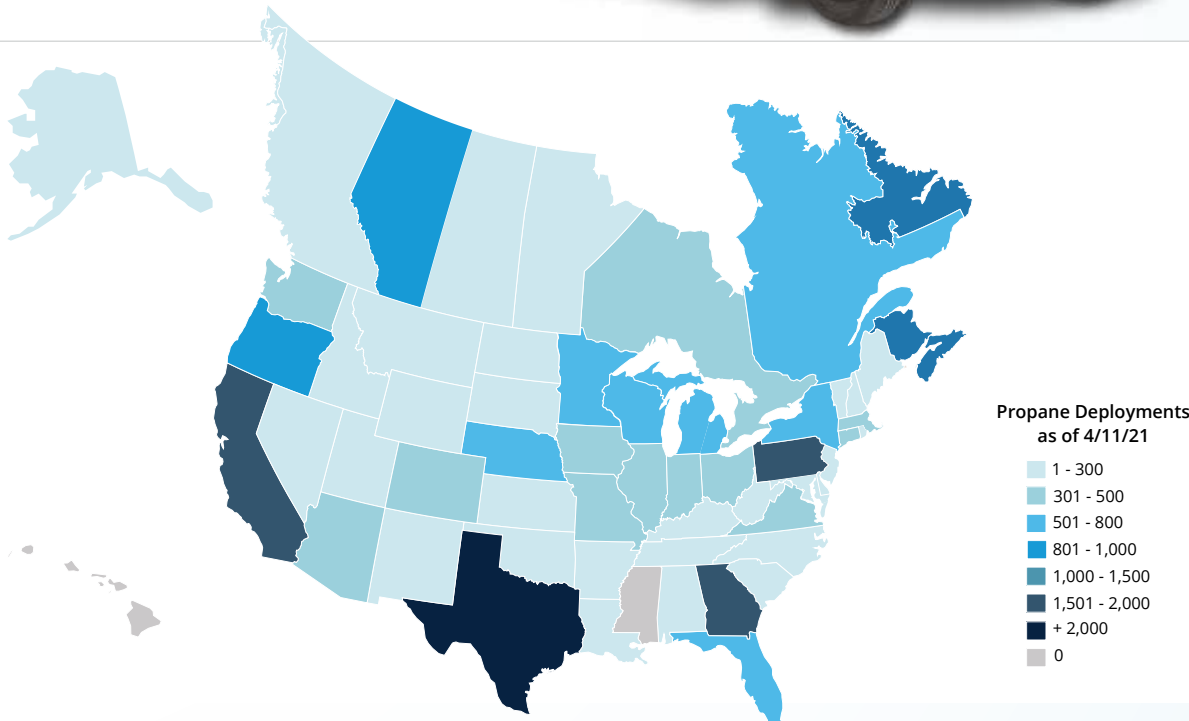 Propane Deployments
as of 4/11/21
1 - 300
301 - 500
501 - 800
801 - 1,000
1,000 - 1,500
1,501 - 2,000
+ 2,000
0